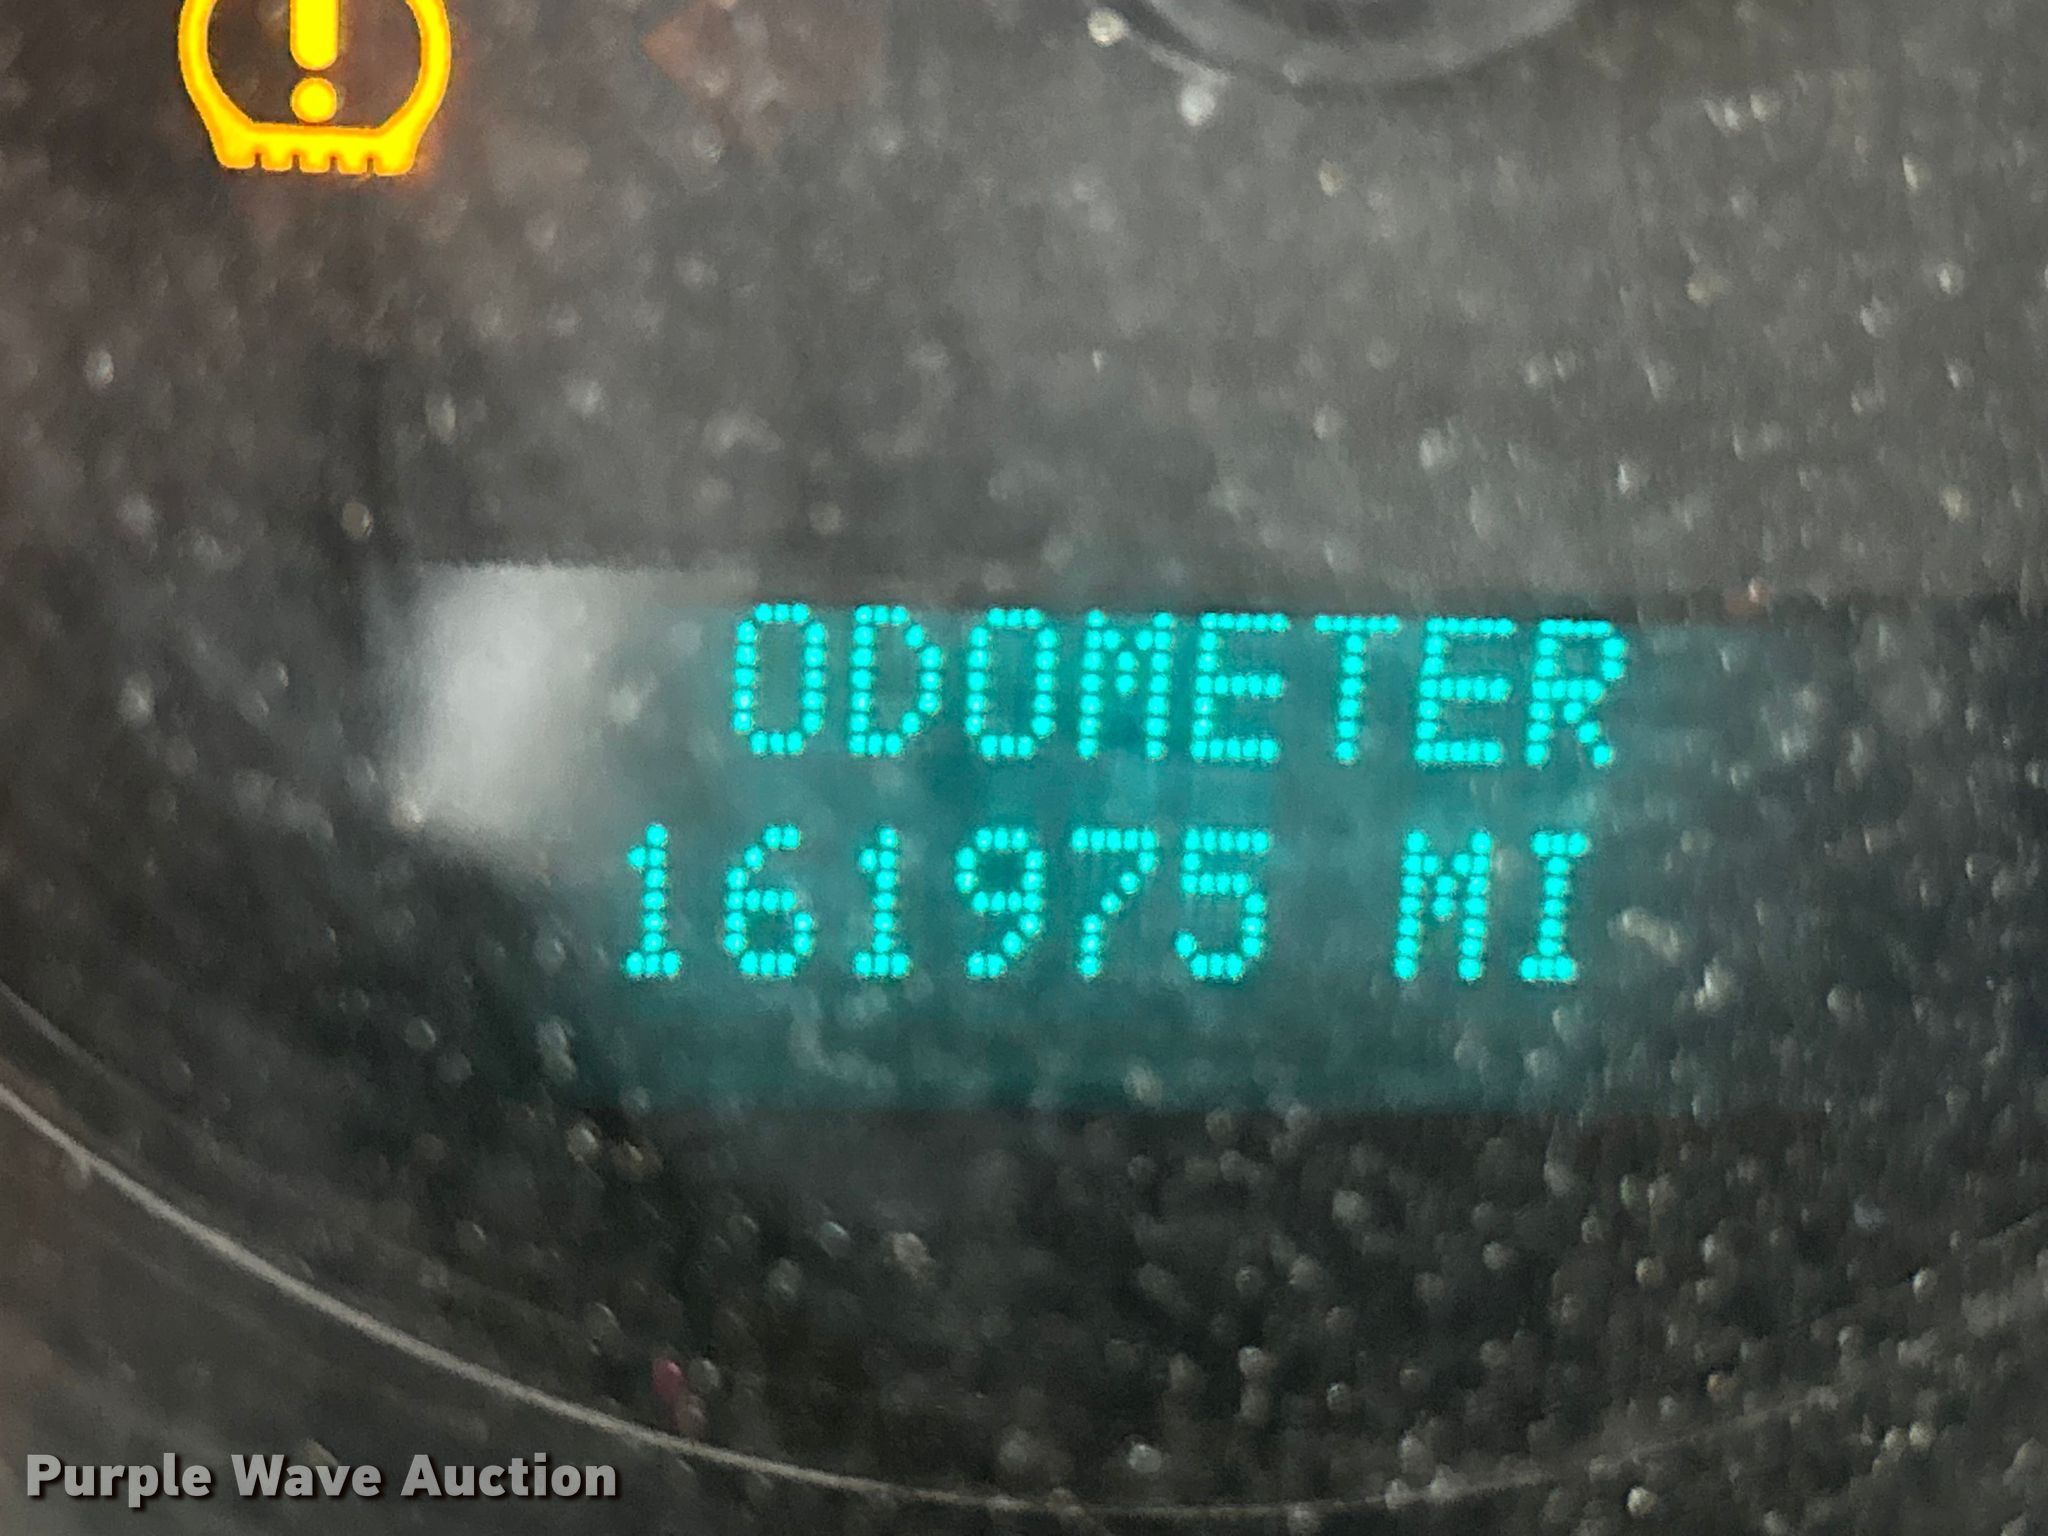 ODOMETER
161975 MI
Purple Wave Auction